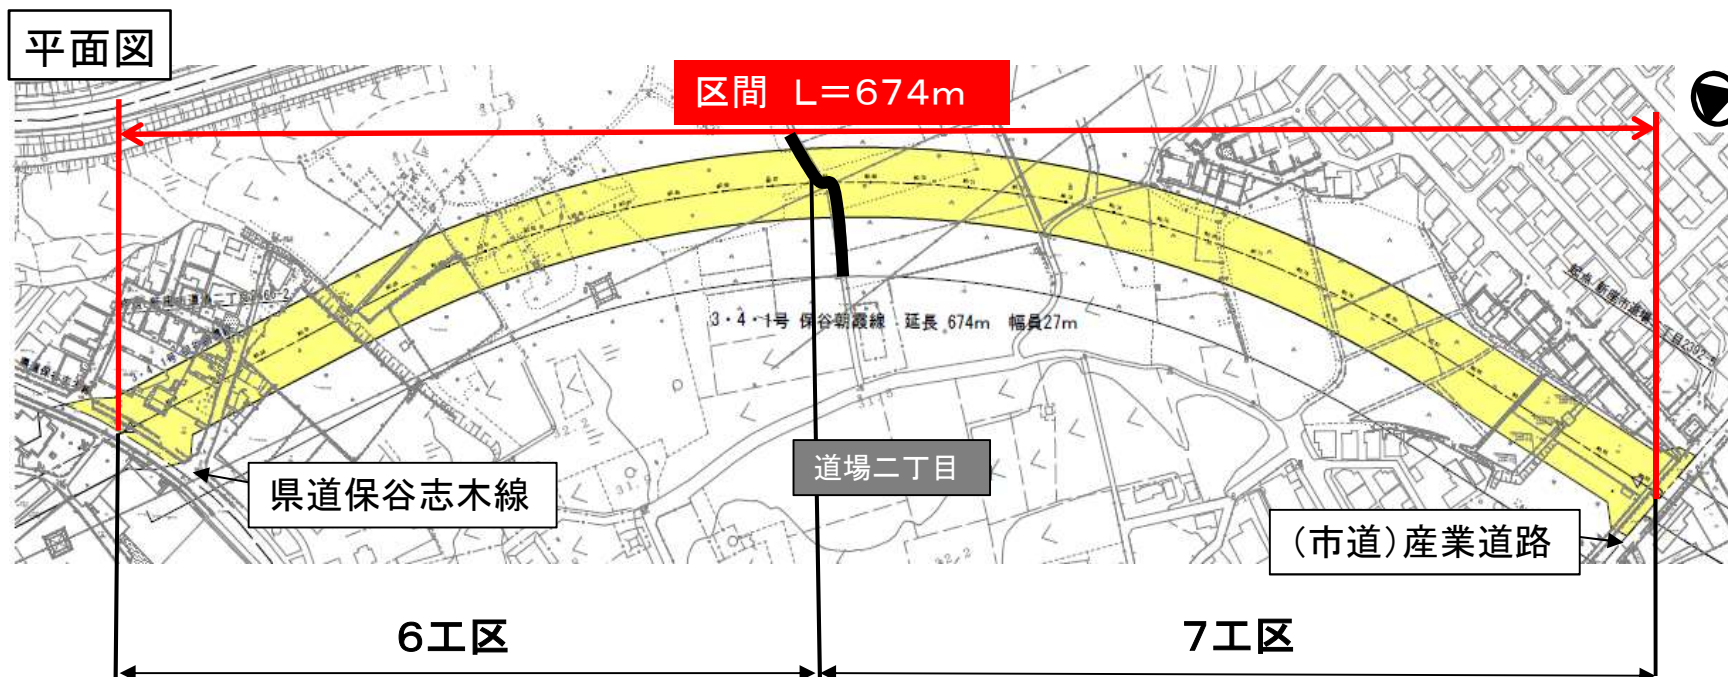 平面図
区間 L=674m
3・4・1号 保谷朝霞線 延長 674m 幅員27m
道場二丁目
県道保谷志木線
(市道)産業道路
6工区
7工区